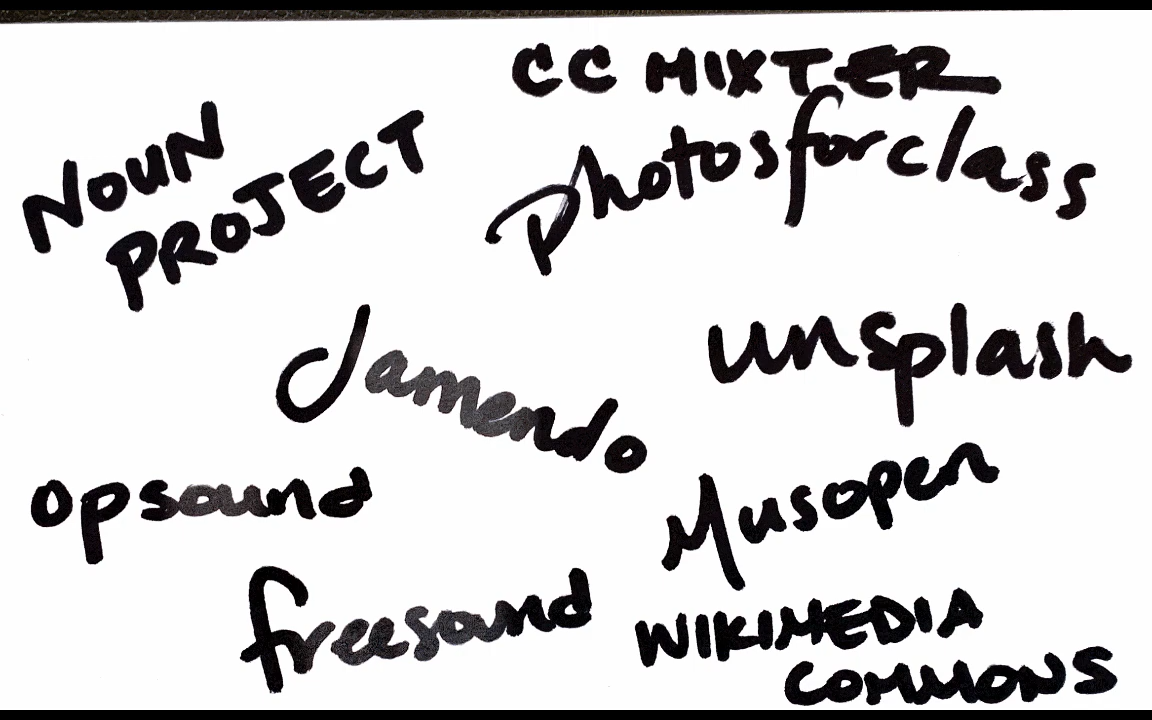 CC MIXTER
NOUN
PROJECT
photosforclass
Jamendo
unsplash
opsound
Musopen
freesound
WIKIMEDIA
COMMONS